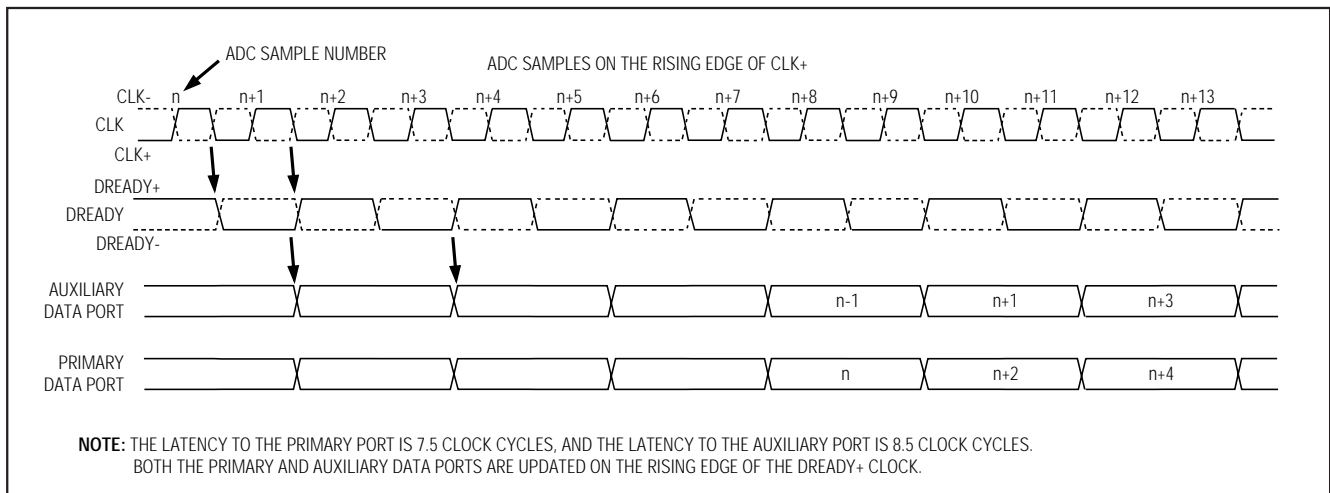 ADC SAMPLE NUMBER
ADC SAMPLES ON THE RISING EDGE OF CLK+
CLK-
n n+1 n+2 n+3 n+4 n+5 n+6 n+7 n+8 n+9 n+10 n+11 n+12 n+13
CLK
CLK+
DREADY+
DREADY
DREADY-
AUXILIARY
DATA PORT
n-1 n+1 n+3
PRIMARY
DATA PORT
n n+2 n+4
NOTE: THE LATENCY TO THE PRIMARY PORT IS 7.5 CLOCK CYCLES, AND THE LATENCY TO THE AUXILIARY PORT IS 8.5 CLOCK CYCLES.
BOTH THE PRIMARY AND AUXILIARY DATA PORTS ARE UPDATED ON THE RISING EDGE OF THE DREADY+ CLOCK.